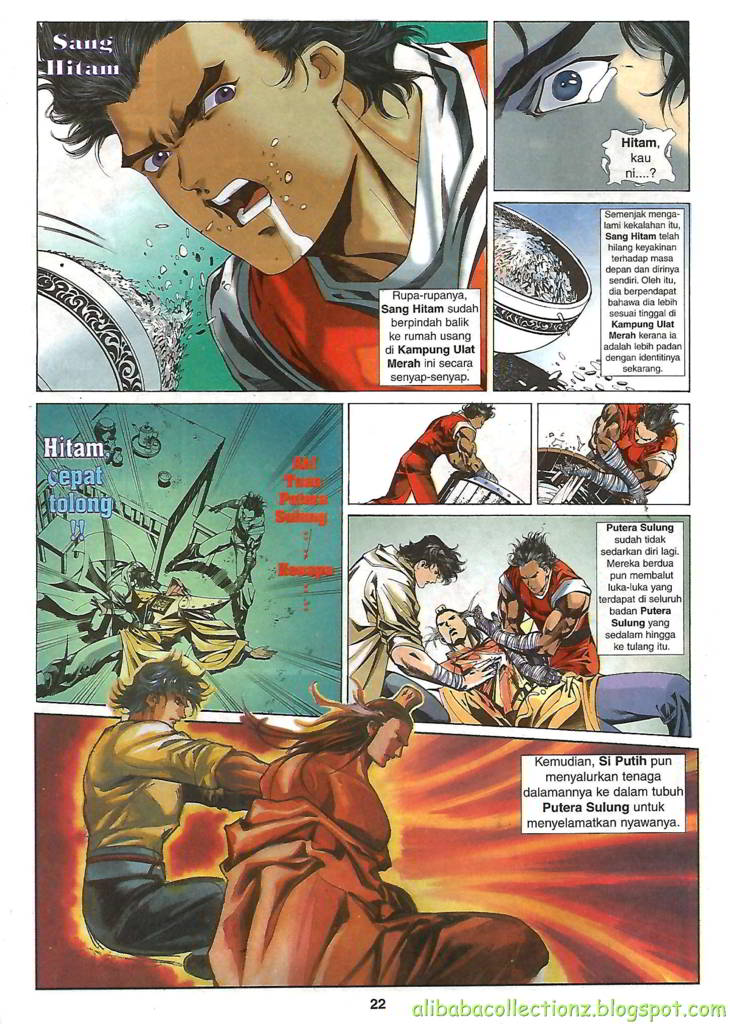 Sang
Hitam
Rupa-rupanya,
Sang Hitam sudah
berpindah balik
ke rumah usang
di Kampung Ulat
Merah ini secara
senyap-senyap.
Hitam,
kau
ni....?
Semenjak menga-
lami kekalahan itu,
Sang Hitam telah
hilang keyakinan
terhadap masa
depan dan dirinya
sendiri. Oleh itu,
dia berpendapat
bahawa dia lebih
sesuai tinggal di
Kampung Ulat
Merah kerana ia
adalah lebih padan
dengan identitinya
sekarang.
Hitam,
cepat
tolong
!!
Ah!
Tuan
Putera
Sulung
:
!
Kenapa
:
:
Putera Sulung
sudah tidak
sedarkan diri lagi.
Mereka berdua
pun membalut
luka-luka yang
terdapat di seluruh
badan Putera
Sulung yang
sedalam hingga
ke tulang itu.
Kemudian, Si Putih pun
menyalurkan tenaga
dalamannya ke dalam tubuh
Putera Sulung untuk
menyelamatkan nyawanya.
22
alibabacollectionz.blogspot.com